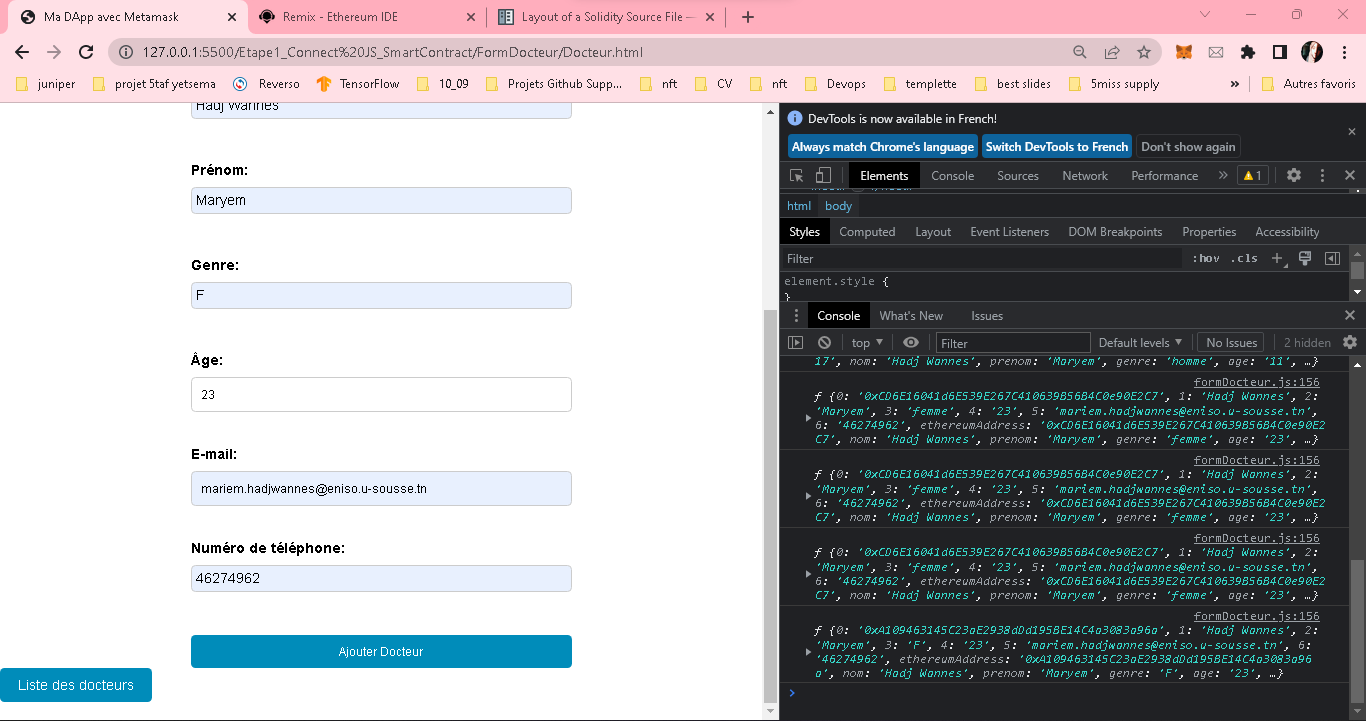 Ma DApp avec Metamask
Remix - Ethereum IDE
Layout of a Solidity Source File —
127.0.0.1:5500/Etape1_Connect%20JS_SmartContract/FormDocteur/Docteur.html
juniper
projet 5taf yetsema
Reverso
TensorFlow
10_09
Projets Github Supp...
nft
CV
nft
Devops
templette
best slides
5miss supply
»
Autres favoris
Hadj Wannes
Prénom:
Maryem
Genre:
F
Âge:
23
E-mail:
mariem.hadjwannes@eniso.u-sousse.tn
Numéro de téléphone:
46274962
Ajouter Docteur
Liste des docteurs
DevTools is now available in French!
Always match Chrome's language
Switch DevTools to French
Don't show again
Elements
Console
Sources
Network
Performance
»
1
html
body
Styles
Computed
Layout
Event Listeners
DOM Breakpoints
Properties
Accessibility
Filter
:hov
.cls
element.style {
}
Console
What's New
Issues
top
Filter
Default levels
No Issues
2 hidden
17', nom: 'Hadj Wannes', prenom: 'Maryem', genre: 'homme', age: '11', …}
formDocteur.js:156
f {0: '0xCD6E16041d6E539E267C410639B56B4C0e90E2C7', 1: 'Hadj Wannes', 2:
'Maryem', 3: 'femme', 4: '23', 5: 'mariem.hadjwannes@eniso.u-sousse.tn',
6: '46274962', ethereumAddress: '0xCD6E16041d6E539E267C410639B56B4C0e90E2
C7', nom: 'Hadj Wannes', prenom: 'Maryem', genre: 'femme', age: '23', …}
formDocteur.js:156
f {0: '0xCD6E16041d6E539E267C410639B56B4C0e90E2C7', 1: 'Hadj Wannes', 2:
'Maryem', 3: 'femme', 4: '23', 5: 'mariem.hadjwannes@eniso.u-sousse.tn',
6: '46274962', ethereumAddress: '0xCD6E16041d6E539E267C410639B56B4C0e90E2
C7', nom: 'Hadj Wannes', prenom: 'Maryem', genre: 'femme', age: '23', …}
formDocteur.js:156
f {0: '0xCD6E16041d6E539E267C410639B56B4C0e90E2C7', 1: 'Hadj Wannes', 2:
'Maryem', 3: 'femme', 4: '23', 5: 'mariem.hadjwannes@eniso.u-sousse.tn',
6: '46274962', ethereumAddress: '0xCD6E16041d6E539E267C410639B56B4C0e90E2
C7', nom: 'Hadj Wannes', prenom: 'Maryem', genre: 'femme', age: '23', …}
formDocteur.js:156
f {0: '0xA109463145C23aE2938dDd195BE14C4a3083a96a', 1: 'Hadj Wannes', 2:
'Maryem', 3: 'F', 4: '23', 5: 'mariem.hadjwannes@eniso.u-sousse.tn', 6:
'46274962', ethereumAddress: '0xA109463145C23aE2938dDd195BE14C4a3083a96
a', nom: 'Hadj Wannes', prenom: 'Maryem', genre: 'F', age: '23', …}